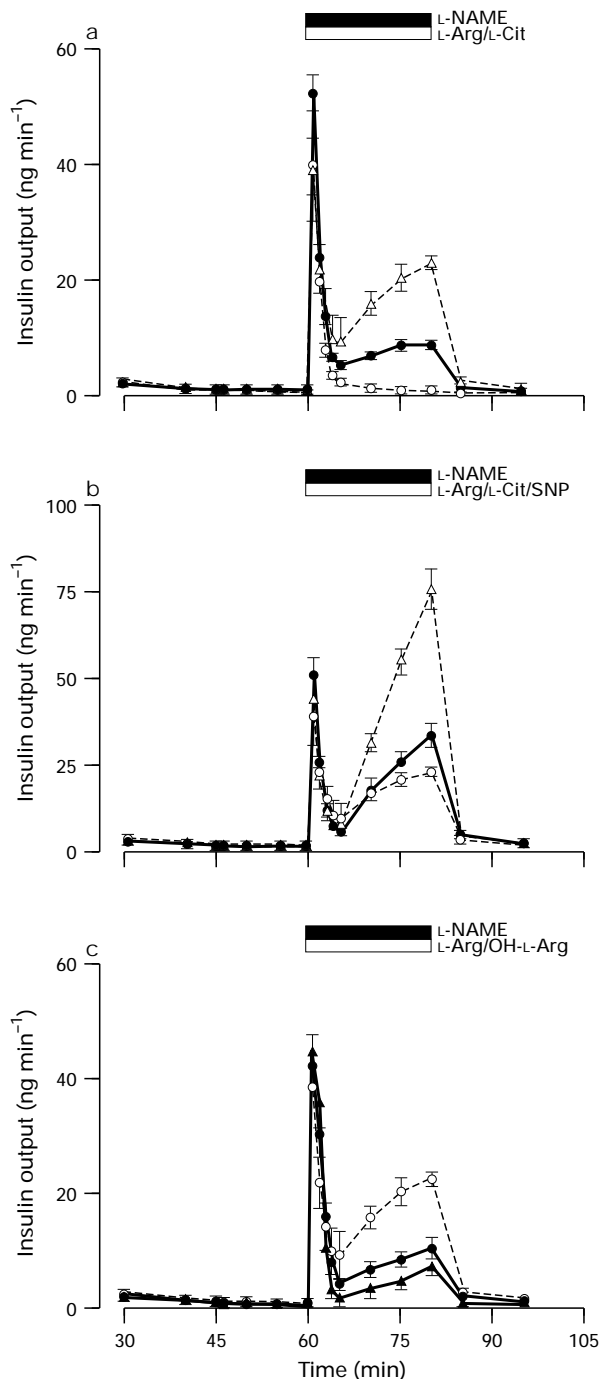 a
L-NAME
L-Arg/L-Cit
60
40
20
0
Insulin output (ng min⁻¹)
b
L-NAME
L-Arg/L-Cit/SNP
100
75
50
25
0
Insulin output (ng min⁻¹)
c
L-NAME
L-Arg/OH-L-Arg
60
40
20
0
Insulin output (ng min⁻¹)
30 45 60 75 90 105
Time (min)